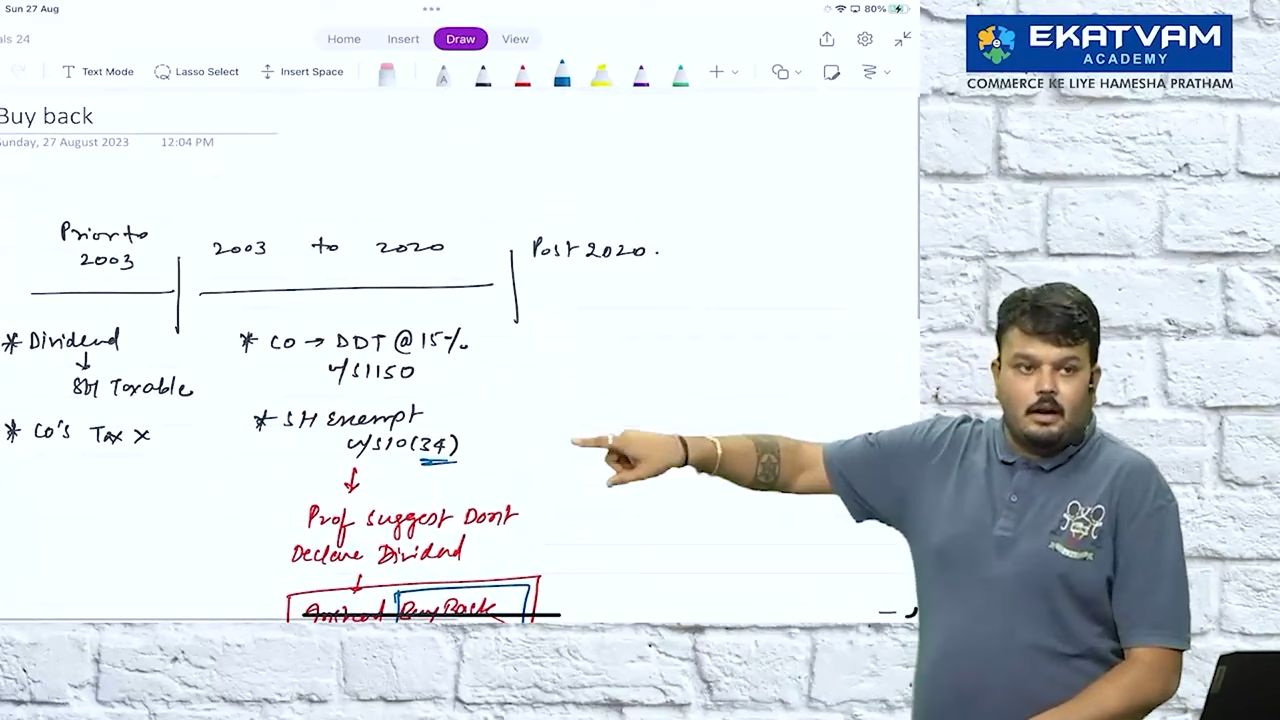 Sun 27 Aug
80%
als 24
Home Insert Draw View
Text Mode Lasso Select Insert Space
A
Buy back
Sunday, 27 August 2023 12:04 PM
Prior to
2003
2003 to 2020
Post 2020.
* Dividend
SH Taxable
* Co's Tax x
* CO → DDT @ 15%
u/s 115O
* SH Exempt
u/s 10(34)
Prof Suggest Dont
Declare Dividend
Buy Back
EKATVAM
ACADEMY
COMMERCE KE LIYE HAMESHA PRATHAM